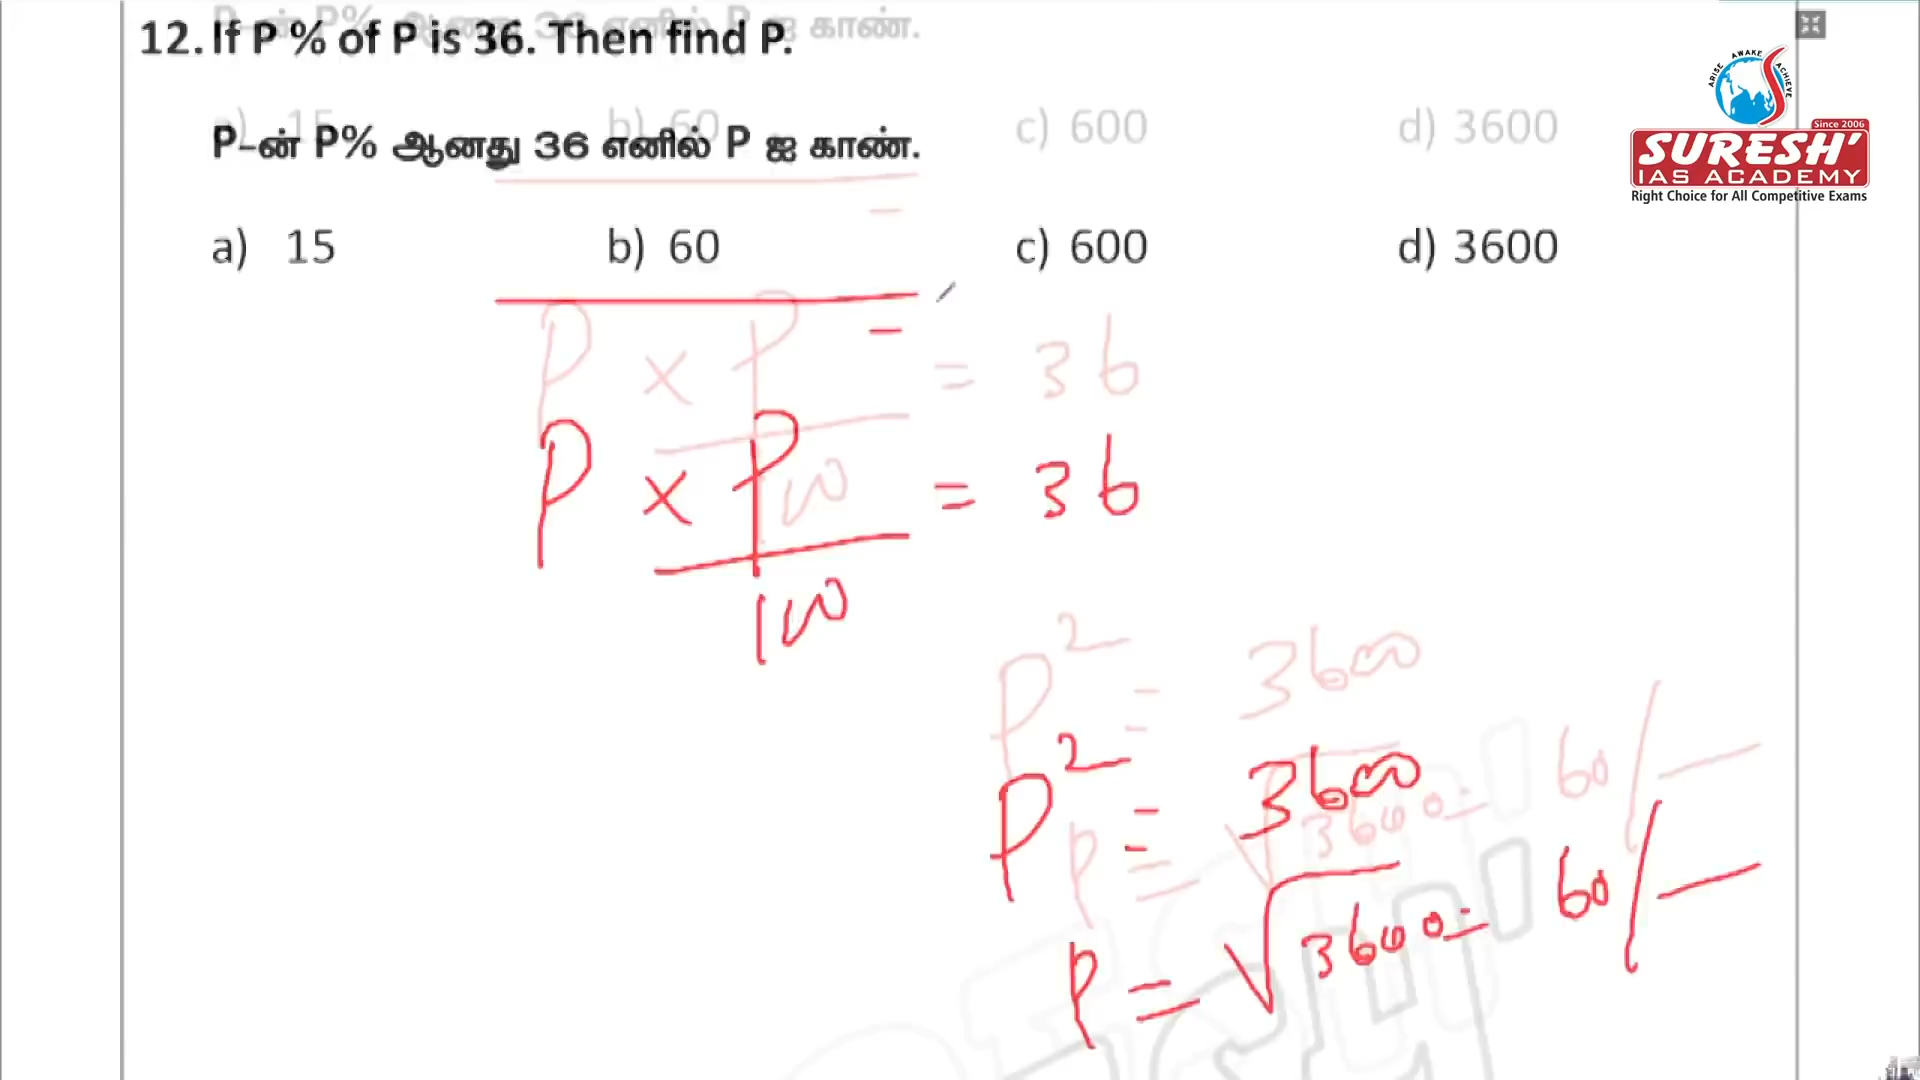 12. If P % of P is 36. Then find P.
P-ன் P% ஆனது 36 எனில் P ஐ காண்.
a) 15 b) 60 c) 600 d) 3600
P × P = 36
100
P² = 3600
P = √3600 = 60
ARISE AWAKE ACHIEVE
Since 2006
SURESH'
IAS ACADEMY
Right Choice for All Competitive Exams